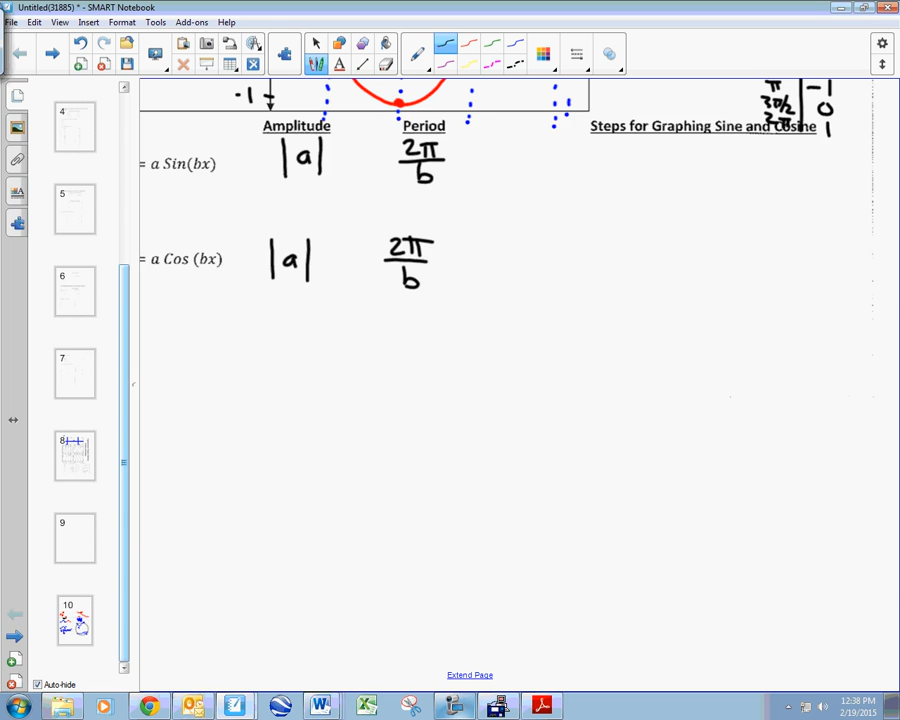 Untitled(31885) * - SMART Notebook
File Edit View Insert Format Tools Add-ons Help
-1
π -1
3π/2 0
2π 1
Amplitude Period Steps for Graphing Sine and Cosine
= a Sin(bx) |a| 2π/b
= a Cos (bx) |a| 2π/b
4
5
6
7
8
9
10
Auto-hide
Extend Page
12:38 PM
2/19/2015